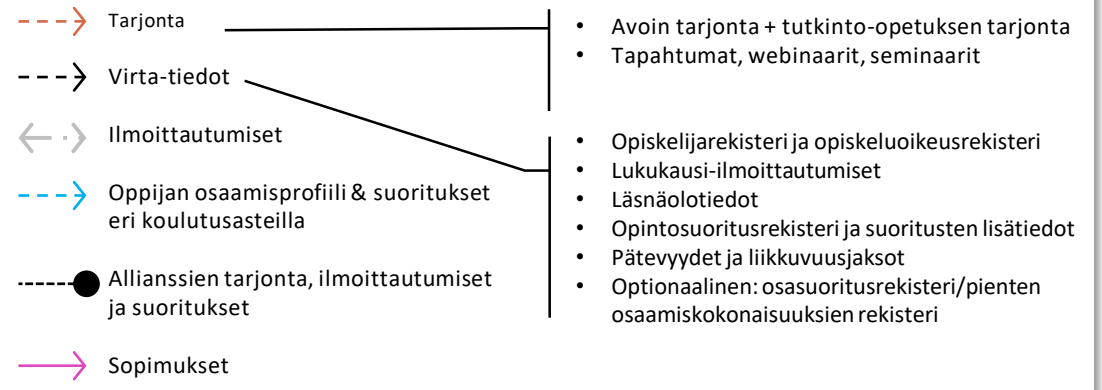 Tarjonta
Virta-tiedot
Ilmoittautumiset
Oppijan osaamisprofiili & suoritukset
eri koulutusasteilla
Allianssien tarjonta, ilmoittautumiset
ja suoritukset
Sopimukset
• Avoin tarjonta + tutkinto-opetuksen tarjonta
• Tapahtumat, webinaarit, seminaarit
• Opiskelijarekisteri ja opiskeluoikeusrekisteri
• Lukukausi-ilmoittautumiset
• Läsnäolotiedot
• Opintosuoritusrekisteri ja suoritusten lisätiedot
• Pätevyydet ja liikkuvuusjaksot
• Optionaalinen: osasuoritusrekisteri/pienten
osaamiskokonaisuuksien rekisteri